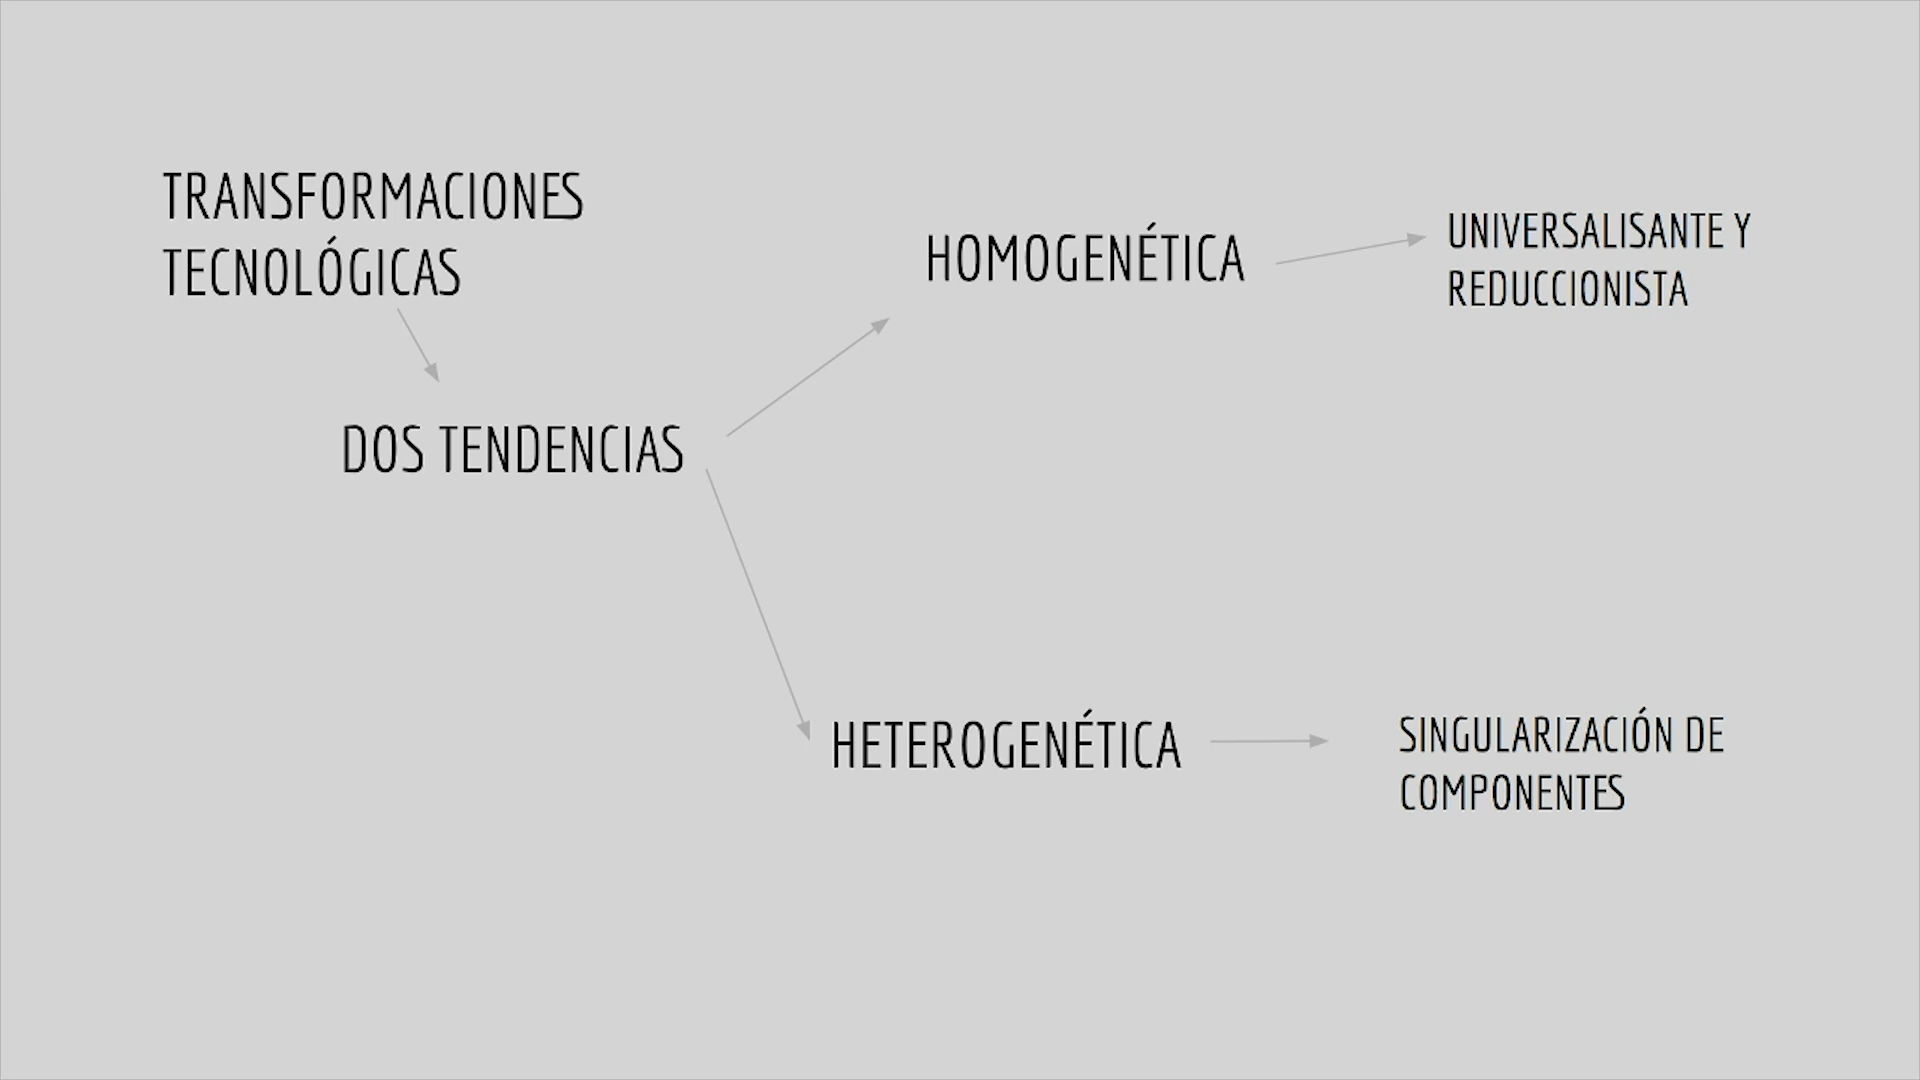 TRANSFORMACIONES
TECNOLÓGICAS
DOS TENDENCIAS
HOMOGENÉTICA
UNIVERSALISANTE Y
REDUCCIONISTA
HETEROGENÉTICA
SINGULARIZACIÓN DE
COMPONENTES